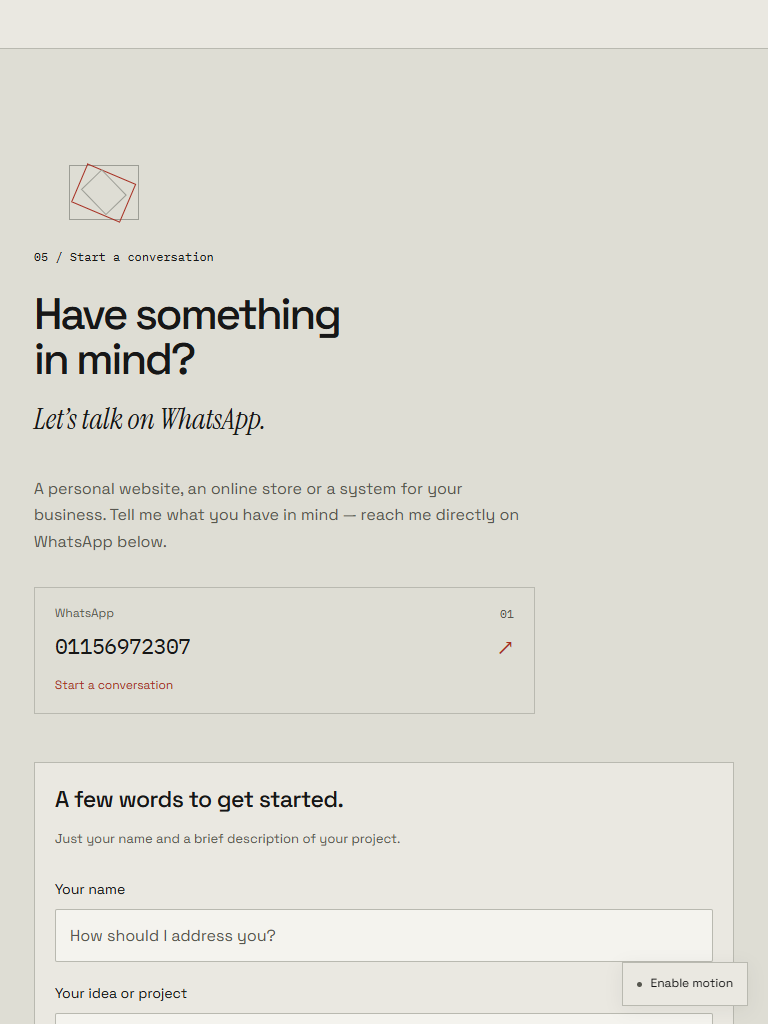 05 / Start a conversation
Have something
in mind?
Let’s talk on WhatsApp.
A personal website, an online store or a system for your
business. Tell me what you have in mind — reach me directly on
WhatsApp below.
WhatsApp
01
01156972307
↗
Start a conversation
A few words to get started.
Just your name and a brief description of your project.
Your name
How should I address you?
Enable motion
Your idea or project